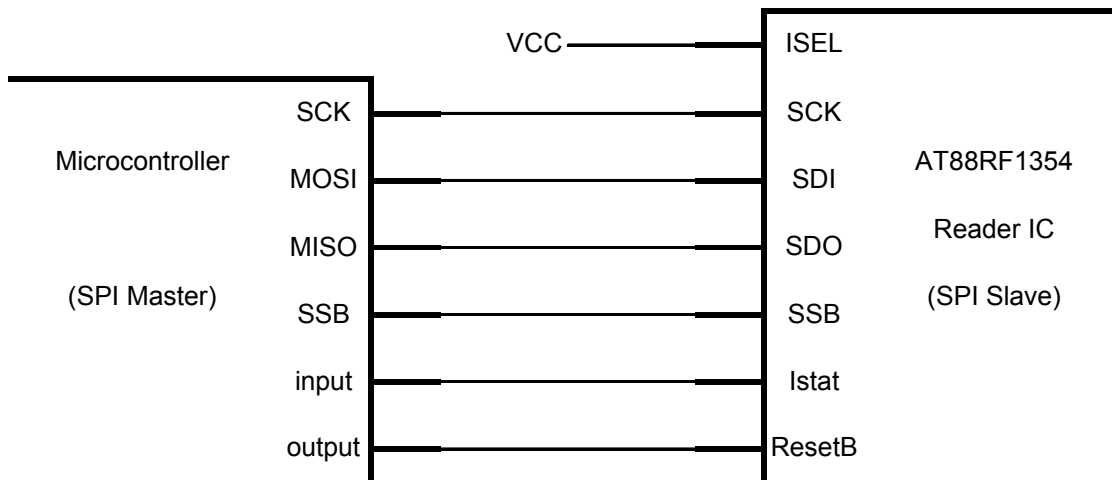 VCC
ISEL
SCK
SCK
Microcontroller
AT88RF1354
MOSI
SDI
Reader IC
MISO
SDO
(SPI Master)
(SPI Slave)
SSB
SSB
input
Istat
output
ResetB